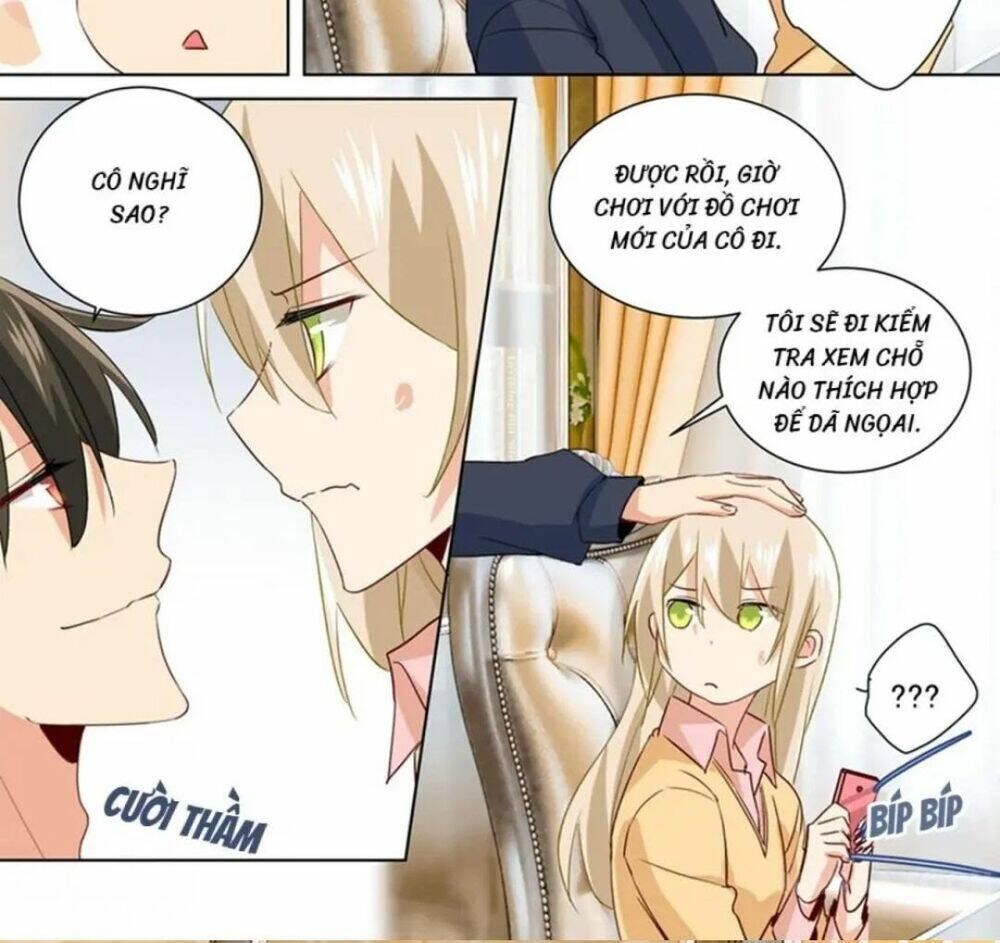 CÔ NGHĨ
SAO?
CƯỜI THẦM
ĐƯỢC RỒI, GIỜ
CHƠI VỚI ĐỒ CHƠI
MỚI CỦA CÔ ĐI.
TÔI SẼ ĐI KIỂM
TRA XEM CHỖ
NÀO THÍCH HỢP
ĐỂ DÃ NGOẠI.
???
BÍP BÍP